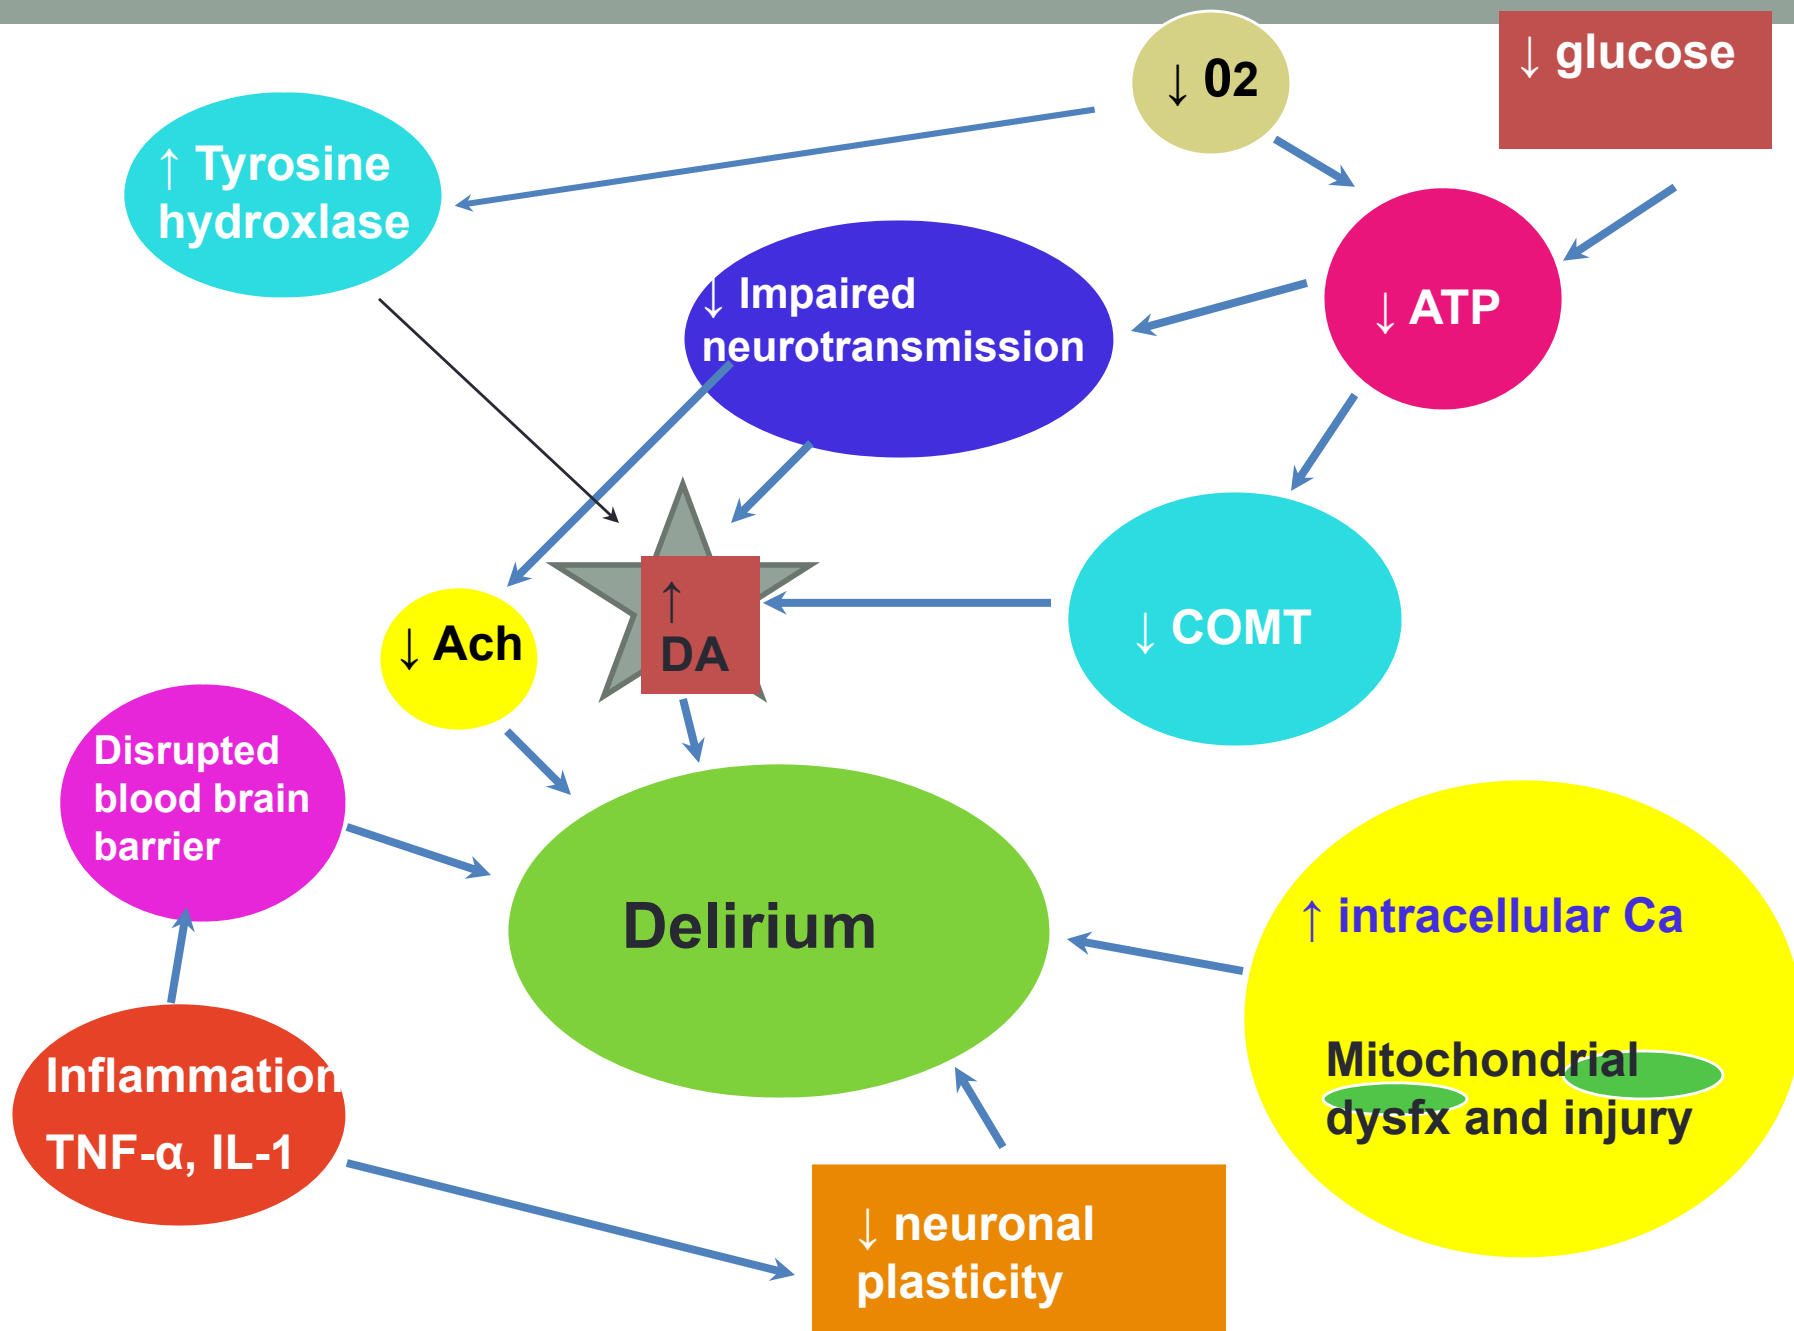 ↓ 02
↓ glucose
↑ Tyrosine
hydroxlase
↓ Impaired
neurotransmission
↓ ATP
↑
DA
↓ Ach
↓ COMT
Disrupted
blood brain
barrier
Delirium
↑ intracellular Ca
Mitochondrial
dysfx and injury
Inflammation
TNF-α, IL-1
↓ neuronal
plasticity